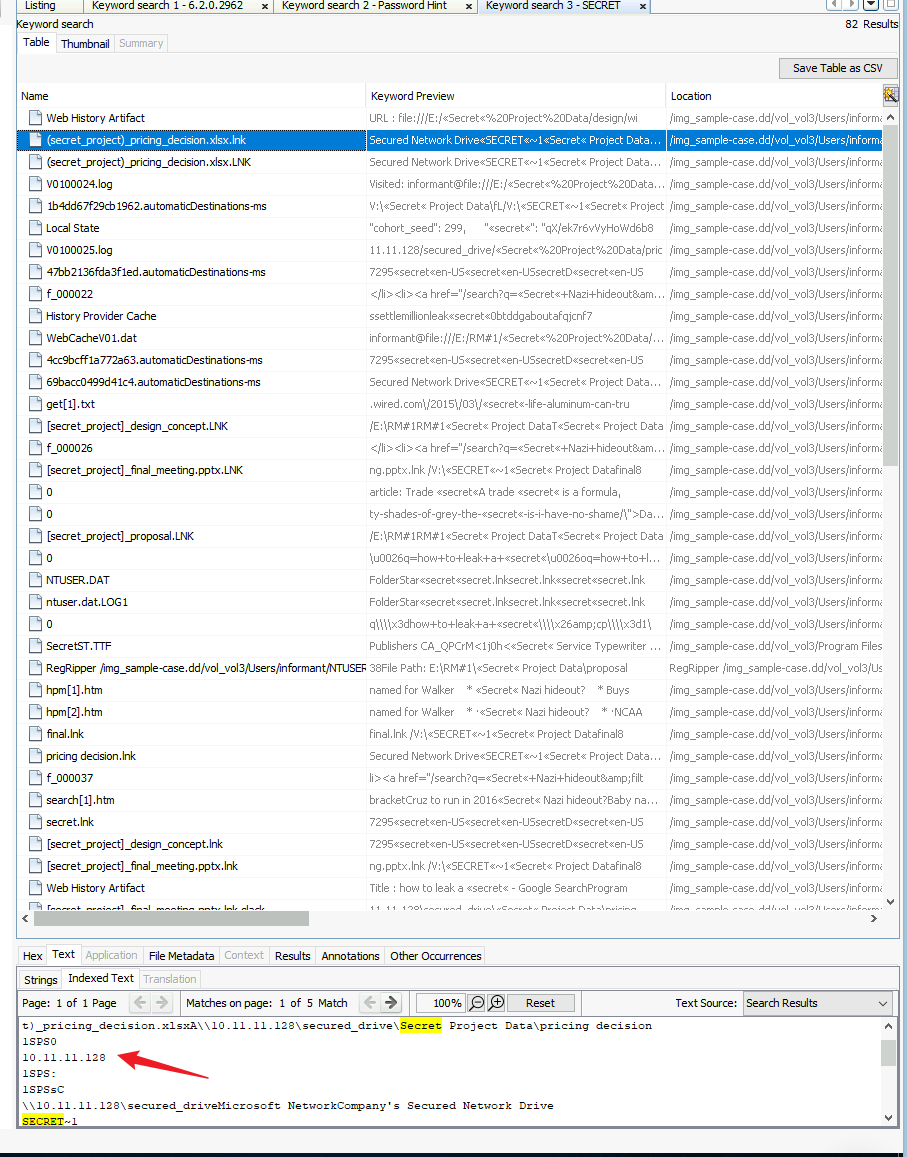 Listing Keyword search 1 - 6.2.0.2962 × Keyword search 2 - Password Hint × Keyword search 3 - SECRET ×
Keyword search 82 Results
Table Thumbnail Summary
Save Table as CSV
Name Keyword Preview Location
Web History Artifact URL : file:///E:/«Secret«%20Project%20Data/design/wi /img_sample-case.dd/vol_vol3/Users/informa
(secret_project)_pricing_decision.xlsx.lnk Secured Network Drive«SECRET«~1«Secret« Project Data... /img_sample-case.dd/vol_vol3/Users/informa
(secret_project)_pricing_decision.xlsx.LNK Secured Network Drive«SECRET«~1«Secret« Project Data... /img_sample-case.dd/vol_vol3/Users/informa
V0100024.log Visited: informant@file:///E:/«Secret«%20Project%20Data... /img_sample-case.dd/vol_vol3/Users/informa
1b4dd67f29cb1962.automaticDestinations-ms V:\«Secret« Project Data\fL/V:\«SECRET«~1«Secret« Project /img_sample-case.dd/vol_vol3/Users/informa
Local State "cohort_seed": 299, "«secret«": "qX/ek7r6vVyHoWd6b8 /img_sample-case.dd/vol_vol3/Users/informa
V0100025.log 11.11.128/secured_drive/«Secret«%20Project%20Data/pric /img_sample-case.dd/vol_vol3/Users/informa
47bb2136fda3f1ed.automaticDestinations-ms 7295«secret«en-US«secret«en-USsecretD«secret«en-US /img_sample-case.dd/vol_vol3/Users/informa
f_000022 </li><li><a href="/search?q=«Secret«+Nazi+hideout&am... /img_sample-case.dd/vol_vol3/Users/informa
History Provider Cache ssettlemillionleak«secret«0btddgaboutafqjcnf7 /img_sample-case.dd/vol_vol3/Users/informa
WebCacheV01.dat informant@file:///E:/RM#1/«Secret«%20Project%20Data/... /img_sample-case.dd/vol_vol3/Users/informa
4cc9bcff1a772a63.automaticDestinations-ms 7295«secret«en-US«secret«en-USsecretD«secret«en-US /img_sample-case.dd/vol_vol3/Users/informa
69bacc0499d41c4.automaticDestinations-ms Secured Network Drive«SECRET«~1«Secret« Project Data... /img_sample-case.dd/vol_vol3/Users/informa
get[1].txt .wired.com\/2015\/03\/«secret«-life-aluminum-can-tru /img_sample-case.dd/vol_vol3/Users/informa
[secret_project]_design_concept.LNK /E:\RM#1RM#1«Secret« Project DataT«Secret« Project Data /img_sample-case.dd/vol_vol3/Users/informa
f_000026 </li><li><a href="/search?q=«Secret«+Nazi+hideout&am... /img_sample-case.dd/vol_vol3/Users/informa
[secret_project]_final_meeting.pptx.LNK ng.pptx.lnk /V:\«SECRET«~1«Secret« Project Datafinal8 /img_sample-case.dd/vol_vol3/Users/informa
0 article: Trade «secret«A trade «secret« is a formula, /img_sample-case.dd/vol_vol3/Users/informa
0 ty-shades-of-grey-the-«secret«-is-i-have-no-shame/\">Da... /img_sample-case.dd/vol_vol3/Users/informa
[secret_project]_proposal.LNK /E:\RM#1RM#1«Secret« Project DataT«Secret« Project Data /img_sample-case.dd/vol_vol3/Users/informa
0 \u0026q=how+to+leak+a+«secret«\u0026oq=how+to+l... /img_sample-case.dd/vol_vol3/Users/informa
NTUSER.DAT FolderStar«secret«secret.lnksecret.lnk«secret«secret.lnk /img_sample-case.dd/vol_vol3/Users/informa
ntuser.dat.LOG1 FolderStar«secret«secret.lnksecret.lnk«secret«secret.lnk /img_sample-case.dd/vol_vol3/Users/informa
0 q\\\\x3dhow+to+leak+a+«secret«\\\\x26amp;cp\\\\x3d1\ /img_sample-case.dd/vol_vol3/Users/informa
SecretST.TTF Publishers CA_QPCrM<1j0h<«Secret« Service Typewriter ... /img_sample-case.dd/vol_vol3/Program Files
RegRipper /img_sample-case.dd/vol_vol3/Users/informant/NTUSER 38File Path: E:\RM#1\«Secret« Project Data\proposal RegRipper /img_sample-case.dd/vol_vol3/Us
hpm[1].htm named for Walker * «Secret« Nazi hideout? * Buys /img_sample-case.dd/vol_vol3/Users/informa
hpm[2].htm named for Walker * ·«Secret« Nazi hideout? * ·NCAA /img_sample-case.dd/vol_vol3/Users/informa
final.lnk final.lnk /V:\«SECRET«~1«Secret« Project Datafinal8 /img_sample-case.dd/vol_vol3/Users/informa
pricing decision.lnk Secured Network Drive«SECRET«~1«Secret« Project Data... /img_sample-case.dd/vol_vol3/Users/informa
f_000037 li><a href="/search?q=«Secret«+Nazi+hideout&amp;filt /img_sample-case.dd/vol_vol3/Users/informa
search[1].htm bracketCruz to run in 2016«Secret« Nazi hideout?Baby na... /img_sample-case.dd/vol_vol3/Users/informa
secret.lnk 7295«secret«en-US«secret«en-USsecretD«secret«en-US /img_sample-case.dd/vol_vol3/Users/informa
[secret_project]_design_concept.lnk 7295«secret«en-US«secret«en-USsecretD«secret«en-US /img_sample-case.dd/vol_vol3/Users/informa
[secret_project]_final_meeting.pptx.lnk ng.pptx.lnk /V:\«SECRET«~1«Secret« Project Datafinal8 /img_sample-case.dd/vol_vol3/Users/informa
Web History Artifact Title : how to leak a «secret« - Google SearchProgram /img_sample-case.dd/vol_vol3/Users/informa
[secret_project]_final_meeting.pptx.lnk-slack 11.11.128\secured_drive\«Secret« Project Data\pricing /img_sample-case.dd/vol_vol3/Users/informa
Hex Text Application File Metadata Context Results Annotations Other Occurrences
Strings Indexed Text Translation
Page: 1 of 1 Page Matches on page: 1 of 5 Match 100% Reset Text Source: Search Results
t)_pricing_decision.xlsxA\\10.11.11.128\secured_drive\Secret Project Data\pricing decision
1SPS0
10.11.11.128
1SPS:
1SPSsC
\\10.11.11.128\secured_driveMicrosoft NetworkCompany's Secured Network Drive
SECRET~1